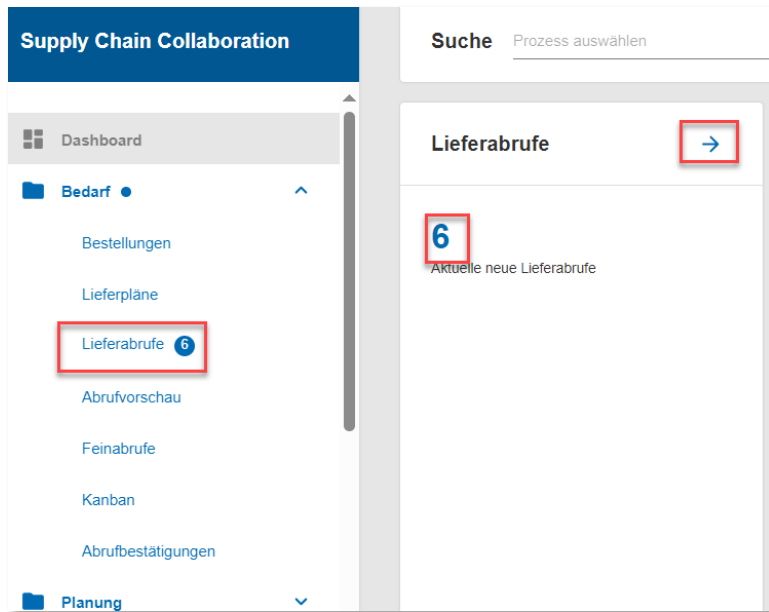 Supply Chain Collaboration
Dashboard
Bedarf
Bestellungen
Lieferpläne
Lieferabrufe 6
Abrufvorschau
Feinabrufe
Kanban
Abrufbestätigungen
Planung
Suche Prozess auswählen
Lieferabrufe
6
Aktuelle neue Lieferabrufe